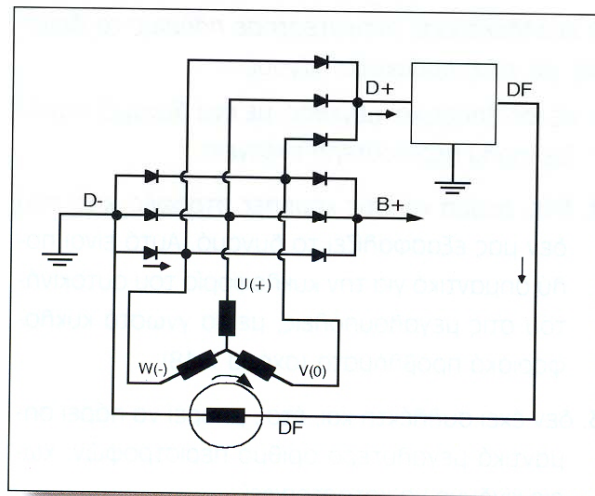 D+
DF
D-
B+
U(+)
W(-)
V(0)
DF